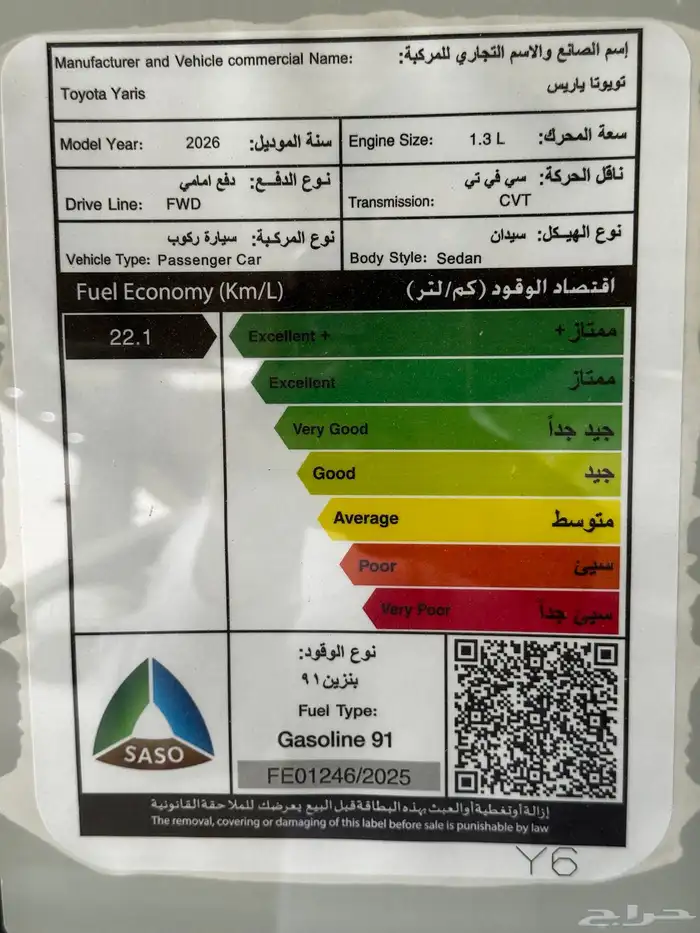 إسم الصانع والاسم التجاري للمركبة:
Manufacturer and Vehicle commercial Name:
تويوتا ياريس
Toyota Yaris
Model Year: 2026 سنة الموديل:
Engine Size: 1.3 L سعة المحرك:
نوع الدفع: دفع امامي
Drive Line: FWD
ناقل الحركة: سي في تي
Transmission: CVT
نوع المركبة: سيارة ركوب
Vehicle Type: Passenger Car
نوع الهيكل: سيدان
Body Style: Sedan
Fuel Economy (Km/L) اقتصاد الوقود (كم/لتر)
22.1
Excellent + ممتاز +
Excellent ممتاز
Very Good جيد جداً
Good جيد
Average متوسط
Poor سيئ
Very Poor سيئ جداً
SASO
نوع الوقود:
بنزين ٩١
Fuel Type:
Gasoline 91
FE01246/2025
إزالة أو تغطية أو العبث بهذه البطاقة قبل البيع يعرضك للملاحقة القانونية
The removal, covering or damaging of this label before sale is punishable by law
Y6
حراج